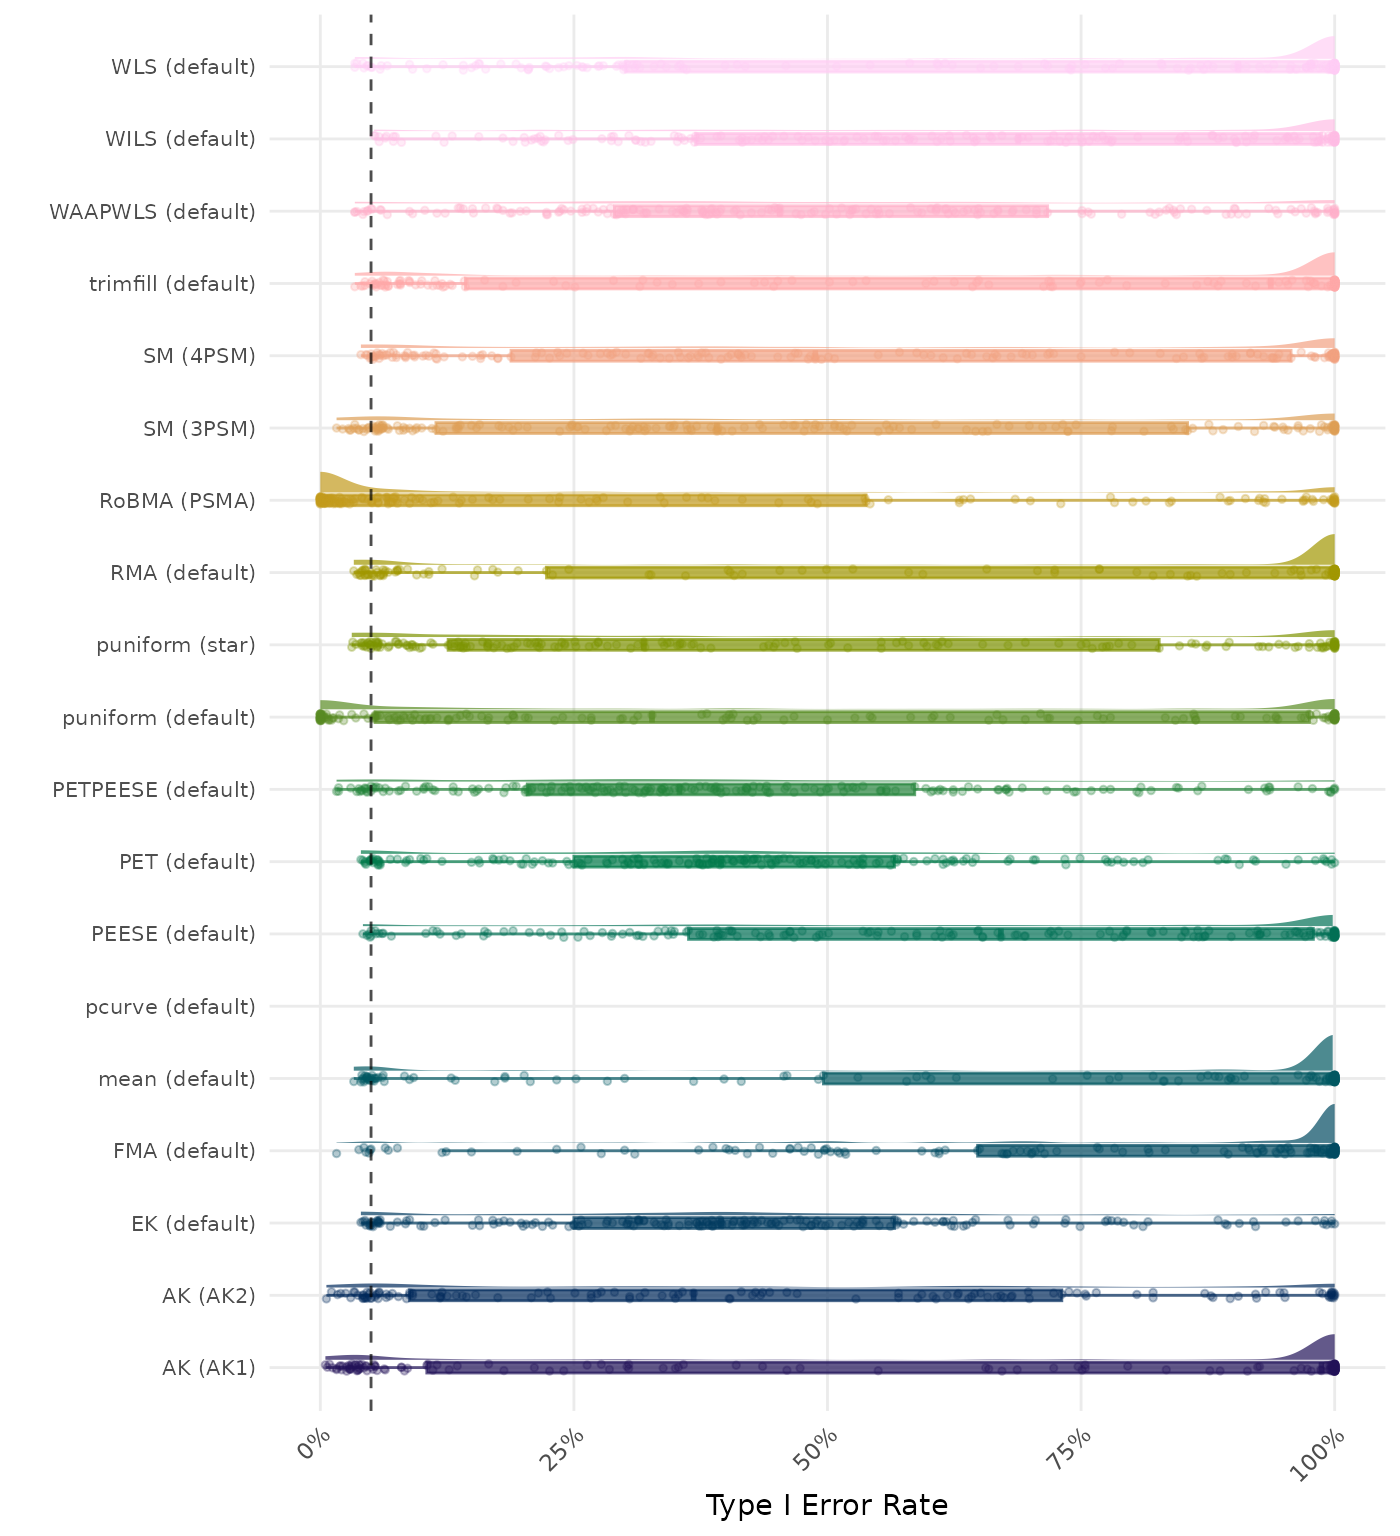 WLS (default)
WILS (default)
WAAPWLS (default)
trimfill (default)
SM (4PSM)
SM (3PSM)
RoBMA (PSMA)
RMA (default)
puniform (star)
puniform (default)
PETPEESE (default)
PET (default)
PEESE (default)
pcurve (default)
mean (default)
FMA (default)
EK (default)
AK (AK2)
AK (AK1)
0% 25% 50% 75% 100%
Type I Error Rate